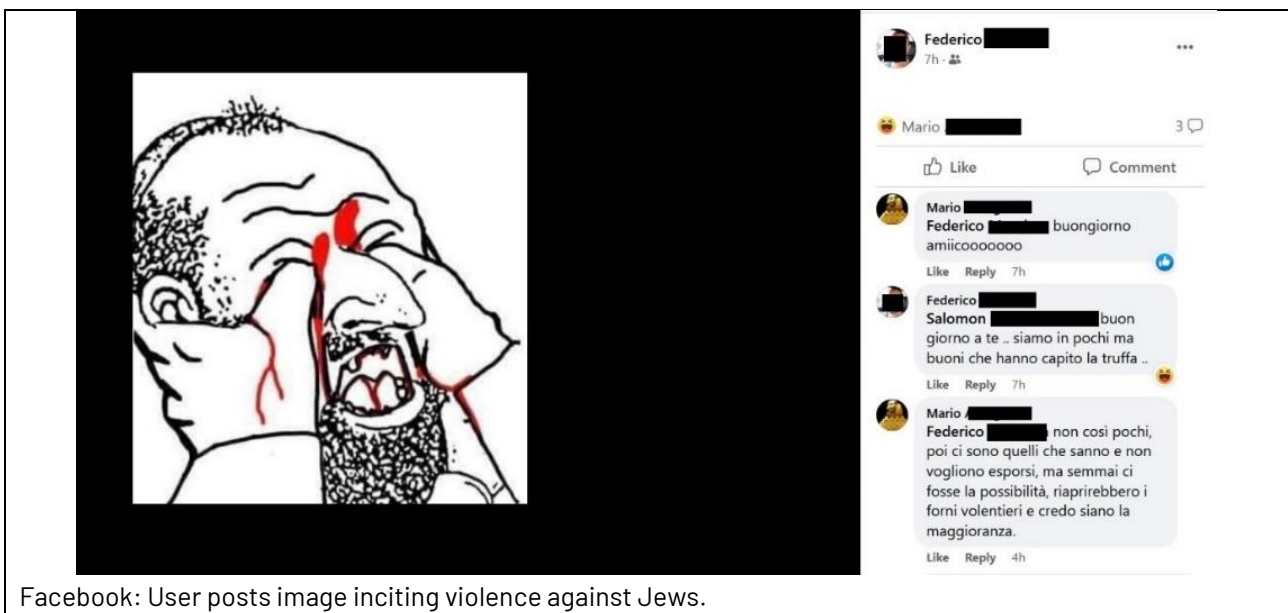 Federico
7h
Mario
3
Like Comment
Mario
Federico buongiorno
amiicooooooo
Like Reply 7h
Federico
Salomon buon
giorno a te .. siamo in pochi ma
buoni che hanno capito la truffa ..
Like Reply 7h
Mario
Federico non così pochi,
poi ci sono quelli che sanno e non
vogliono esporsi, ma semmai ci
fosse la possibilità, riaprirebbero i
forni volentieri e credo siano la
maggioranza.
Like Reply 4h
Facebook: User posts image inciting violence against Jews.